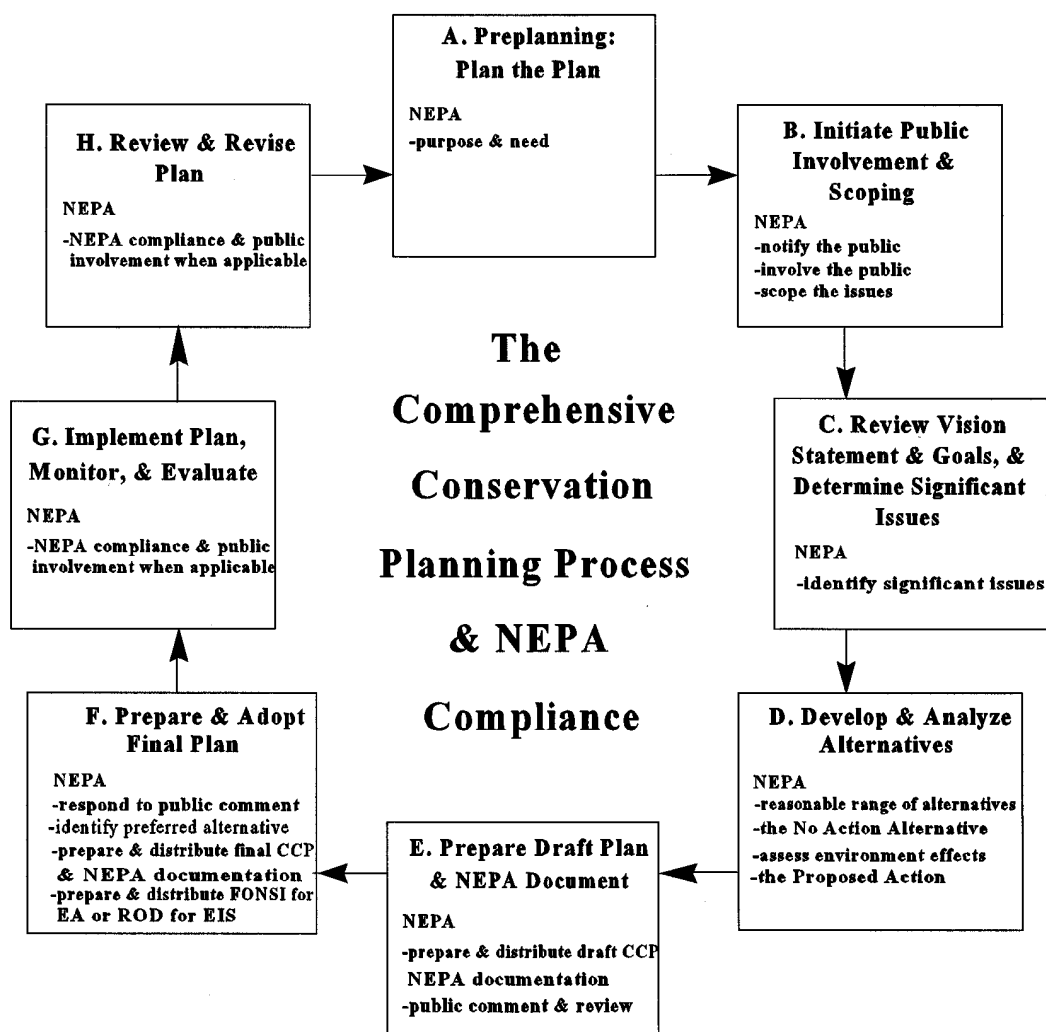 A. Preplanning:
Plan the Plan
NEPA
-purpose & need
B. Initiate Public
Involvement &
Scoping
NEPA
-notify the public
-involve the public
-scope the issues
C. Review Vision
Statement & Goals, &
Determine Significant
Issues
NEPA
-identify significant issues
D. Develop & Analyze
Alternatives
NEPA
-reasonable range of alternatives
-the No Action Alternative
-assess environment effects
-the Proposed Action
E. Prepare Draft Plan
& NEPA Document
NEPA
-prepare & distribute draft CCP
NEPA documentation
-public comment & review
F. Prepare & Adopt
Final Plan
NEPA
-respond to public comment
-identify preferred alternative
-prepare & distribute final CCP
& NEPA documentation
-prepare & distribute FONSI for
EA or ROD for EIS
G. Implement Plan,
Monitor, & Evaluate
NEPA
-NEPA compliance & public
involvement when applicable
H. Review & Revise
Plan
NEPA
-NEPA compliance & public
involvement when applicable
The
Comprehensive
Conservation
Planning Process
& NEPA
Compliance